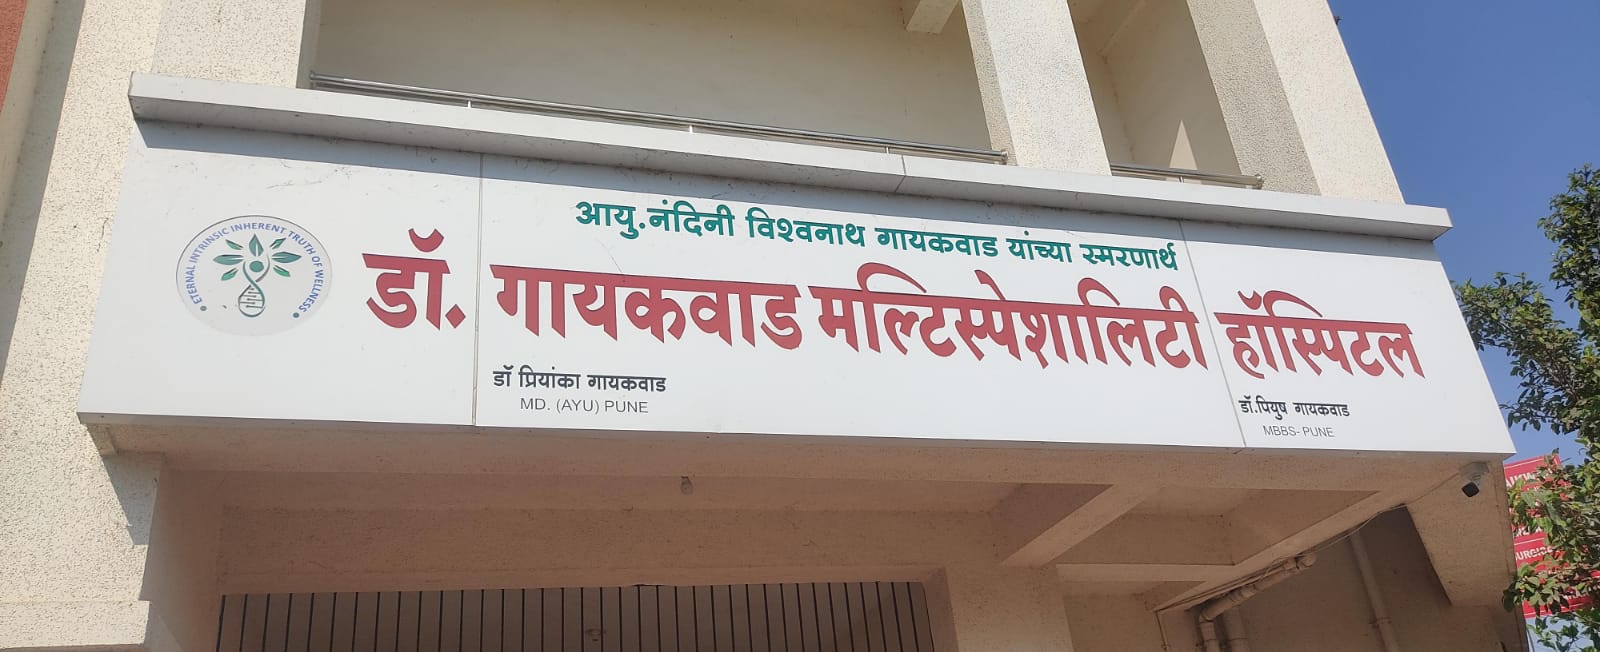 • ETERNAL INTRINSIC INHERENT TRUTH OF WELLNESS •
आयु.नंदिनी विश्वनाथ गायकवाड यांच्या स्मरणार्थ
डॉ. गायकवाड मल्टिस्पेशालिटी हॉस्पिटल
डॉ प्रियांका गायकवाड
MD. (AYU) PUNE
डॉ.पियुष गायकवाड
MBBS- PUNE